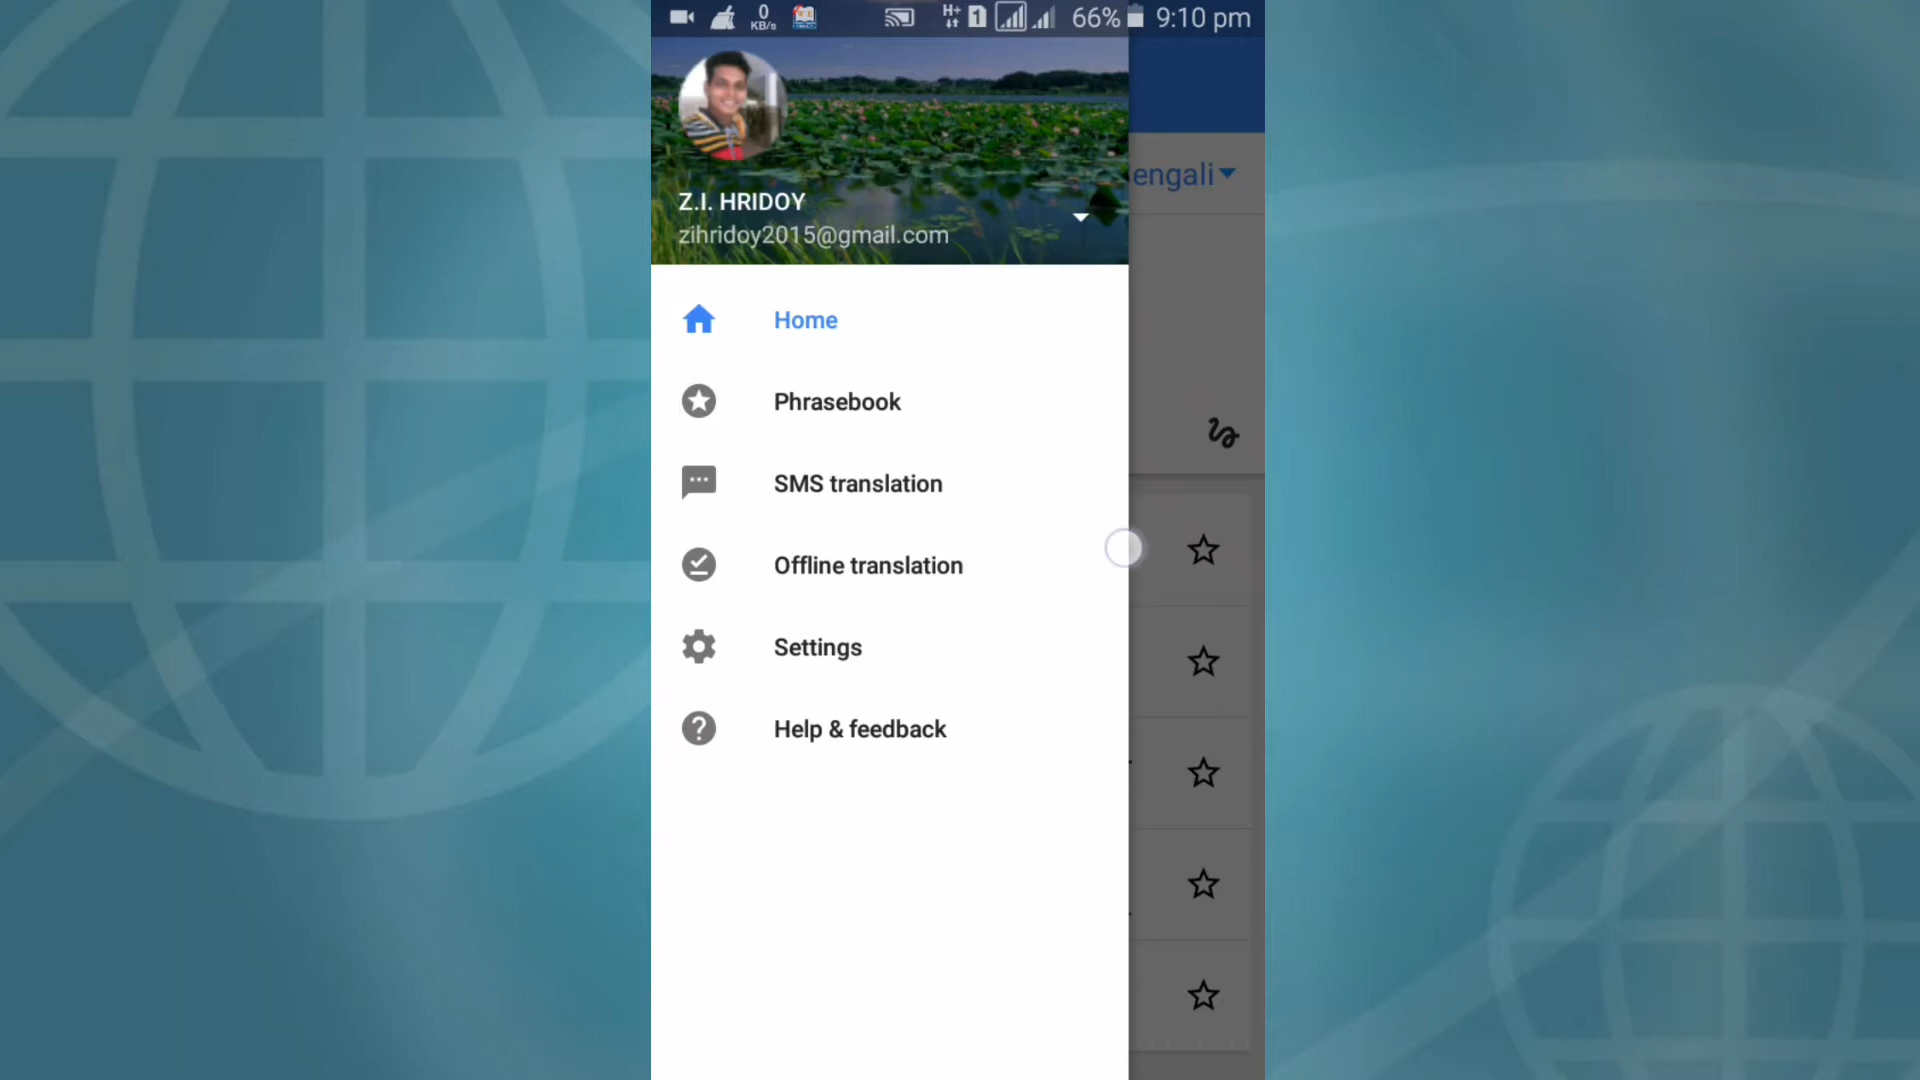 0
KB/s
H+
1
66%
9:10 pm
Z.I. HRIDOY
zihridoy2015@gmail.com
engali
Home
Phrasebook
SMS translation
Offline translation
Settings
Help & feedback